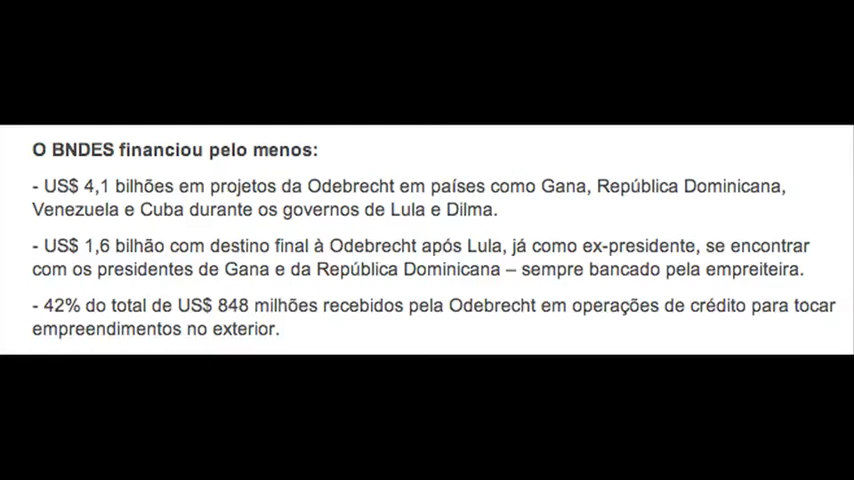 O BNDES financiou pelo menos:
- US$ 4,1 bilhões em projetos da Odebrecht em países como Gana, República Dominicana,
Venezuela e Cuba durante os governos de Lula e Dilma.
- US$ 1,6 bilhão com destino final à Odebrecht após Lula, já como ex-presidente, se encontrar
com os presidentes de Gana e da República Dominicana – sempre bancado pela empreiteira.
- 42% do total de US$ 848 milhões recebidos pela Odebrecht em operações de crédito para tocar
empreendimentos no exterior.